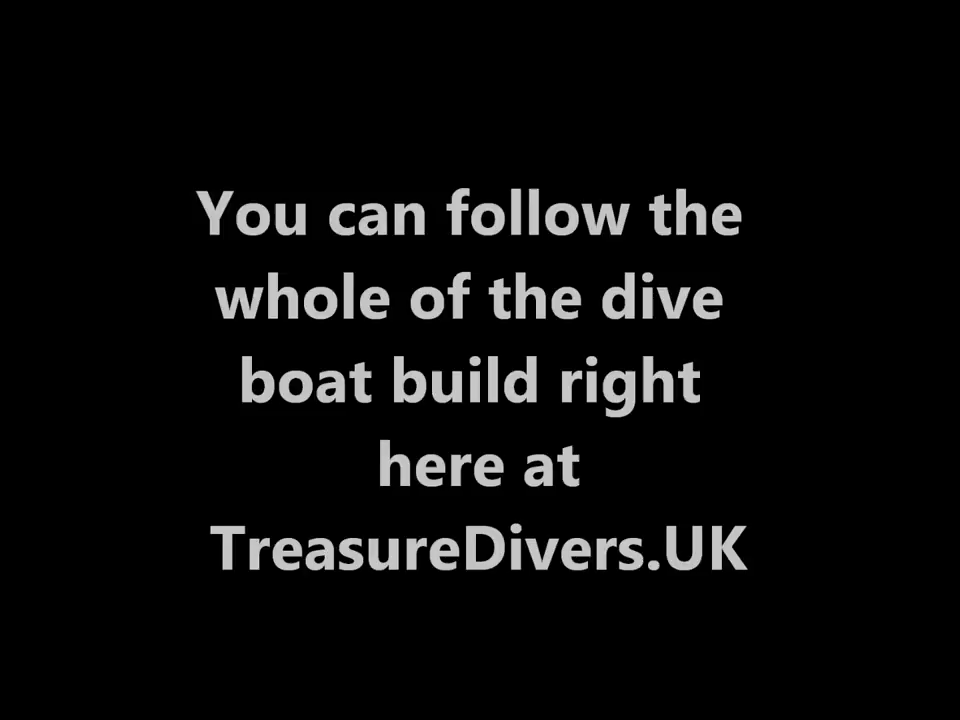 You can follow the
whole of the dive
boat build right
here at
TreasureDivers.UK